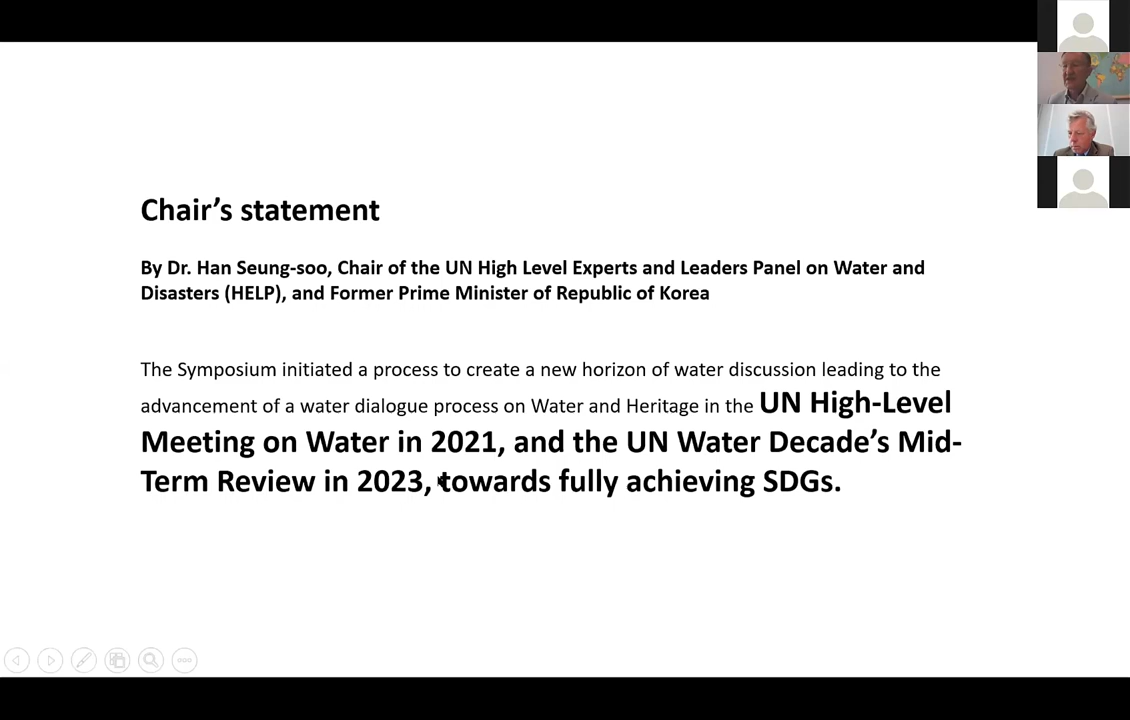 Chair’s statement
By Dr. Han Seung-soo, Chair of the UN High Level Experts and Leaders Panel on Water and
Disasters (HELP), and Former Prime Minister of Republic of Korea
The Symposium initiated a process to create a new horizon of water discussion leading to the
advancement of a water dialogue process on Water and Heritage in the UN High-Level
Meeting on Water in 2021, and the UN Water Decade’s Mid-
Term Review in 2023, towards fully achieving SDGs.